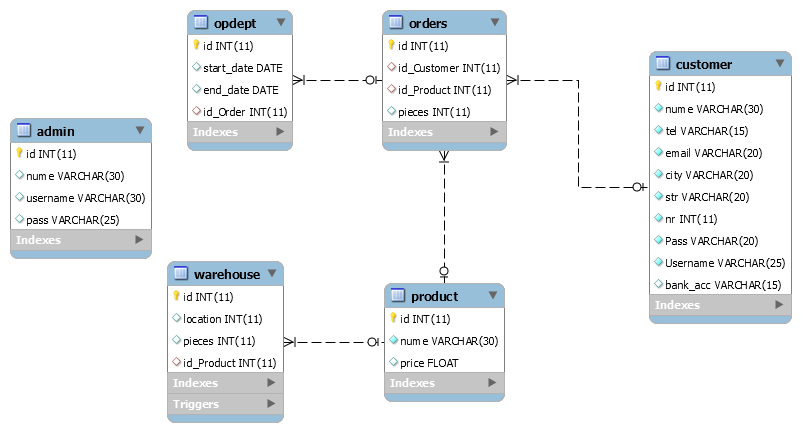 opdept
id INT(11)
start_date DATE
end_date DATE
id_Order INT(11)
Indexes
orders
id INT(11)
id_Customer INT(11)
id_Product INT(11)
pieces INT(11)
Indexes
customer
id INT(11)
nume VARCHAR(30)
tel VARCHAR(15)
email VARCHAR(20)
city VARCHAR(20)
str VARCHAR(20)
nr INT(11)
Pass VARCHAR(20)
Username VARCHAR(25)
bank_acc VARCHAR(15)
Indexes
admin
id INT(11)
nume VARCHAR(30)
username VARCHAR(30)
pass VARCHAR(25)
Indexes
warehouse
id INT(11)
location INT(11)
pieces INT(11)
id_Product INT(11)
Indexes
Triggers
product
id INT(11)
nume VARCHAR(30)
price FLOAT
Indexes